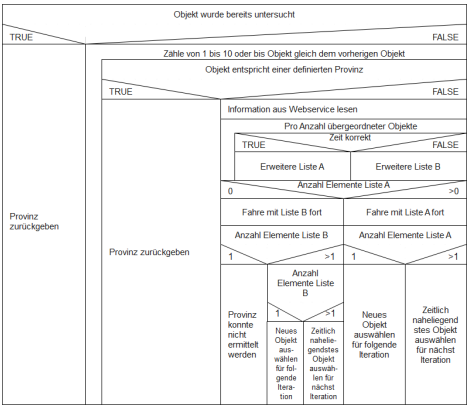 Objekt wurde bereits untersucht
TRUE
FALSE
Zähle von 1 bis 10 oder bis Objekt gleich dem vorherigen Objekt
Objekt entspricht einer definierten Provinz
TRUE
FALSE
Information aus Webservice lesen
Pro Anzahl übergeordneter Objekte
Zeit korrekt
TRUE
FALSE
Erweitere Liste A
Erweitere Liste B
Anzahl Elemente Liste A
0
>0
Fahre mit Liste B fort
Fahre mit Liste A fort
Anzahl Elemente Liste B
Anzahl Elemente Liste A
1
>1
1
>1
Provinz
zurückgeben
Provinz zurückgeben
Provinz
konnte
nicht
ermittelt
werden
Anzahl
Elemente Liste
B
1
>1
Neues
Objekt
aus-
wählen
für fol-
gende
Itera-
tion
Zeitlich
nahelie-
gendstes
Objekt
auswäh-
len für
nächst
Iteration
Neues
Objekt
auswählen
für folgende
Iteration
Zeitlich
naheliegend
stes Objekt
auswählen
für nächst
Iteration